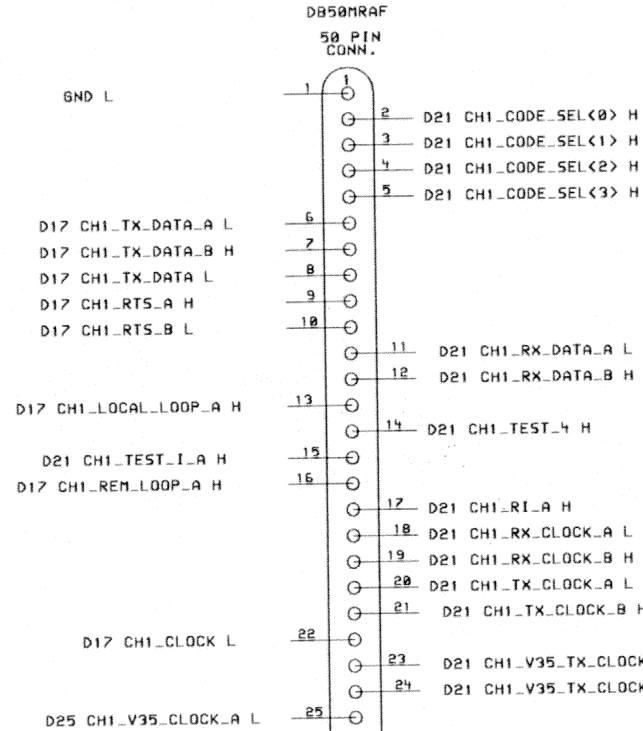 DB50MRAF
50 PIN
CONN.
1
GND L 1
2 D21 CH1_CODE_SEL<0> H
3 D21 CH1_CODE_SEL<1> H
4 D21 CH1_CODE_SEL<2> H
5 D21 CH1_CODE_SEL<3> H
D17 CH1_TX_DATA_A L 6
D17 CH1_TX_DATA_B H 7
D17 CH1_TX_DATA L 8
D17 CH1_RTS_A H 9
D17 CH1_RTS_B L 10
11 D21 CH1_RX_DATA_A L
12 D21 CH1_RX_DATA_B H
D17 CH1_LOCAL_LOOP_A H 13
14 D21 CH1_TEST_4 H
D21 CH1_TEST_I_A H 15
D17 CH1_REM_LOOP_A H 16
17 D21 CH1_RI_A H
18 D21 CH1_RX_CLOCK_A L
19 D21 CH1_RX_CLOCK_B H
20 D21 CH1_TX_CLOCK_A L
21 D21 CH1_TX_CLOCK_B H
D17 CH1_CLOCK L 22
23 D21 CH1_V35_TX_CLOCK
24 D21 CH1_V35_TX_CLOCK
D25 CH1_V35_CLOCK_A L 25